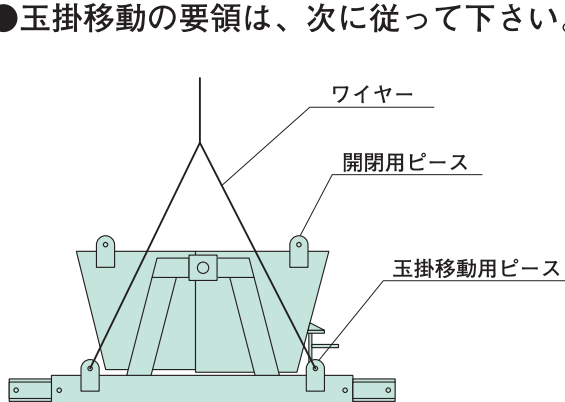 ●玉掛移動の要領は、次に従って下さい。
ワイヤー
開閉用ピース
玉掛移動用ピース